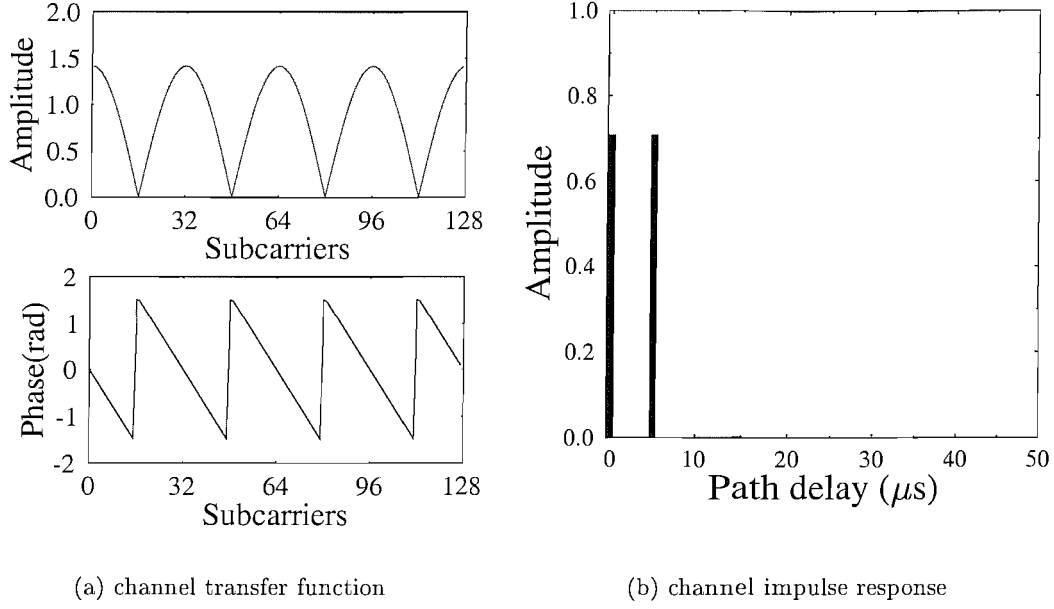 2.0
1.5
1.0
0.5
0.0
Amplitude
0 32 64 96 128
Subcarriers
2
1
0
-1
-2
Phase(rad)
0 32 64 96 128
Subcarriers
(a) channel transfer function
1.0
0.8
0.6
0.4
0.2
0.0
Amplitude
0 10 20 30 40 50
Path delay (μs)
(b) channel impulse response